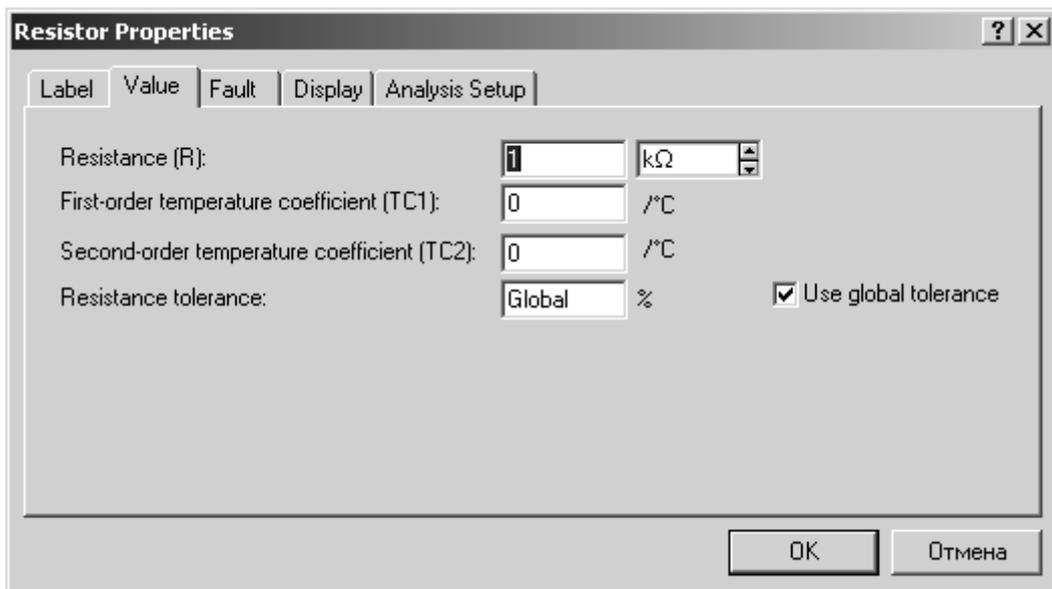 Resistor Properties
Label Value Fault Display Analysis Setup
Resistance (R): 1 kΩ
First-order temperature coefficient (TC1): 0 /°C
Second-order temperature coefficient (TC2): 0 /°C
Resistance tolerance: Global % Use global tolerance
OK Отмена